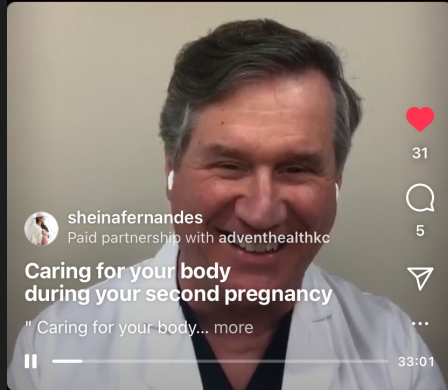 31
sheinafernandes
Paid partnership with adventhealthkc
5
Caring for your body
during your second pregnancy
" Caring for your body... more
33:01